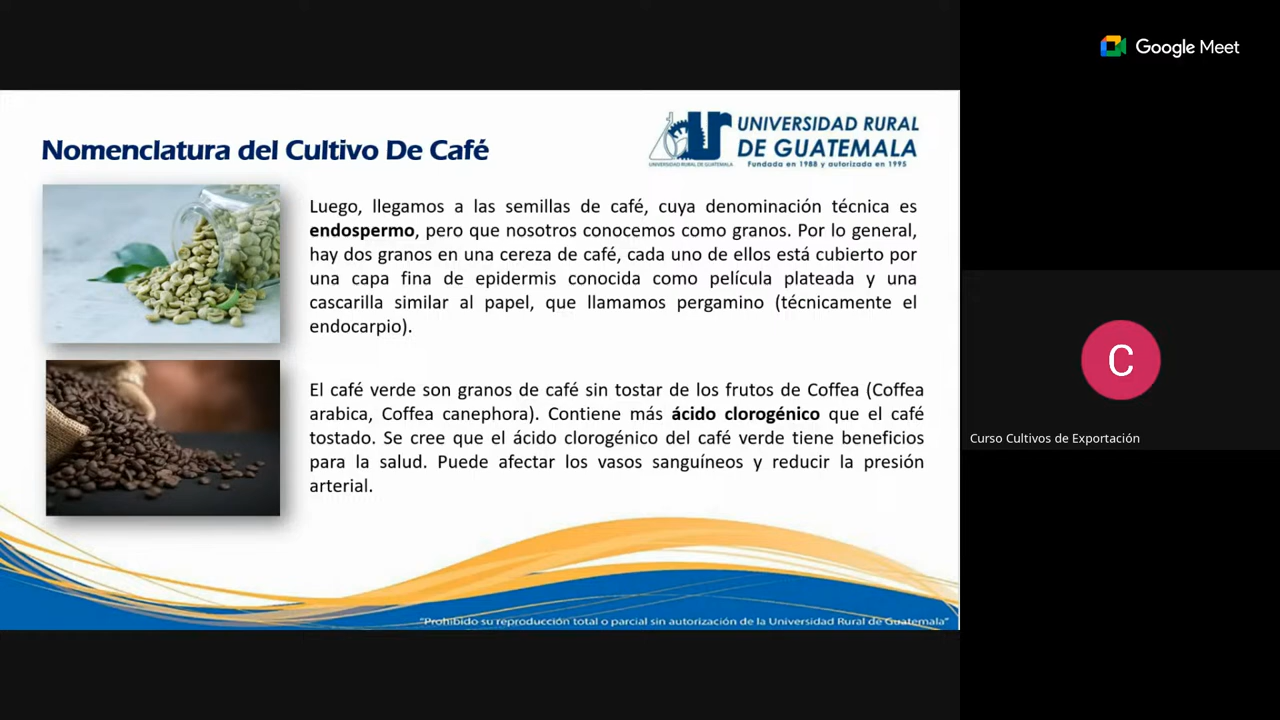 Google Meet
Nomenclatura del Cultivo De Café
UNIVERSIDAD RURAL
DE GUATEMALA
UNIVERSIDAD RURAL DE GUATEMALA
Fundada en 1988 y autorizada en 1995
Luego, llegamos a las semillas de café, cuya denominación técnica es
endospermo, pero que nosotros conocemos como granos. Por lo general,
hay dos granos en una cereza de café, cada uno de ellos está cubierto por
una capa fina de epidermis conocida como película plateada y una
cascarilla similar al papel, que llamamos pergamino (técnicamente el
endocarpio).
El café verde son granos de café sin tostar de los frutos de Coffea (Coffea
arabica, Coffea canephora). Contiene más ácido clorogénico que el café
tostado. Se cree que el ácido clorogénico del café verde tiene beneficios
para la salud. Puede afectar los vasos sanguíneos y reducir la presión
arterial.
"Prohibido su reproducción total o parcial sin autorización de la Universidad Rural de Guatemala"
C
Curso Cultivos de Exportación